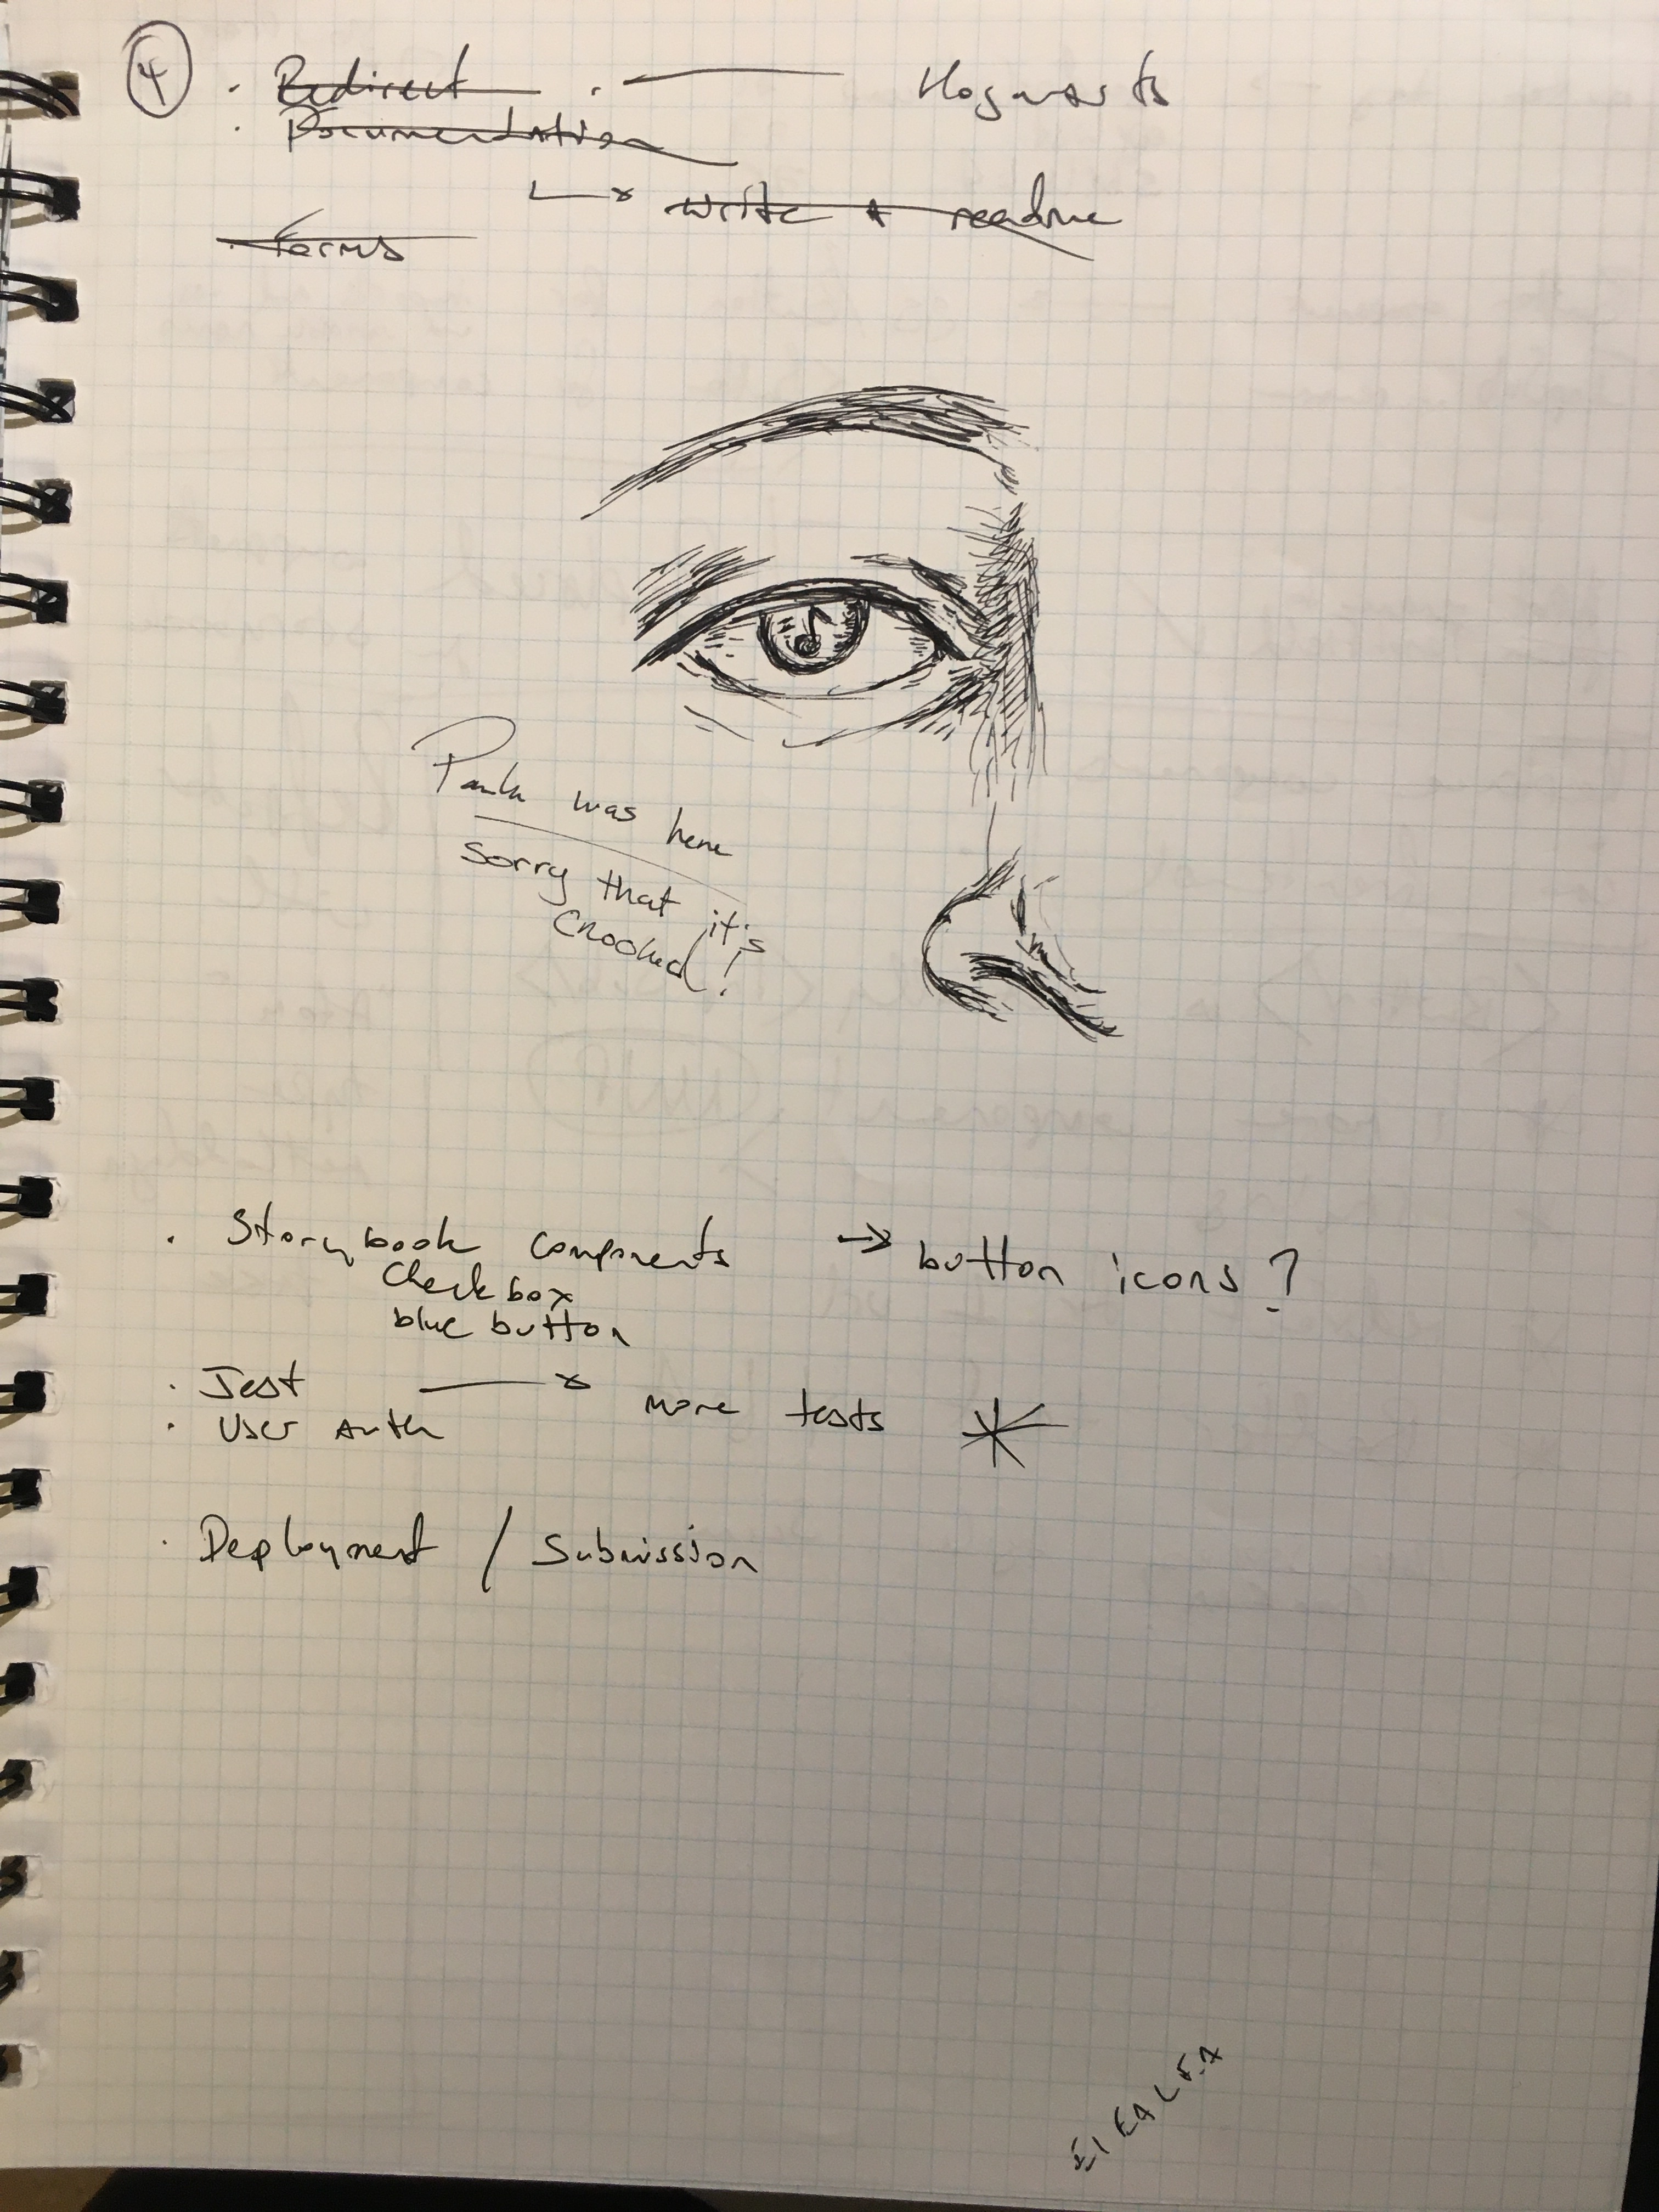 4
· Redirect · Hogwarts
· Documentation
write a readme
· Forms
Paula was here
Sorry that it's
crooked!
· Storybook components → button icons?
checkbox
blue button
· Jest
more tests
· User Auth
· Deployment / Submission